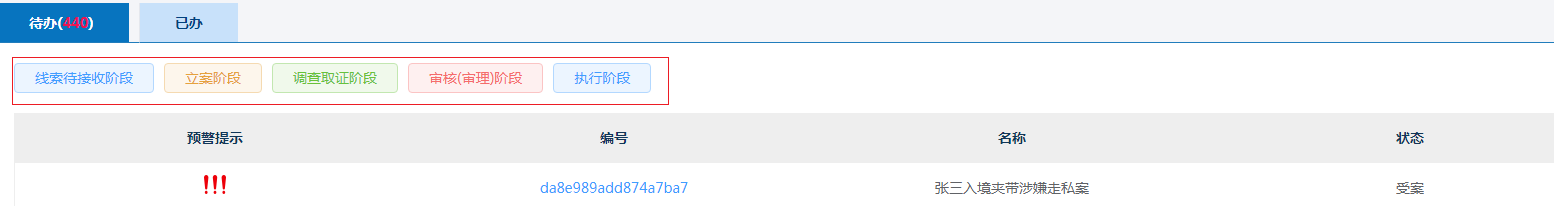 待办(440) 已办
线索待接收阶段 立案阶段 调查取证阶段 审核(审理)阶段 执行阶段
预警提示 编号 名称 状态
!!! da8e989add874a7ba7 张三入境夹带涉嫌走私案 受案